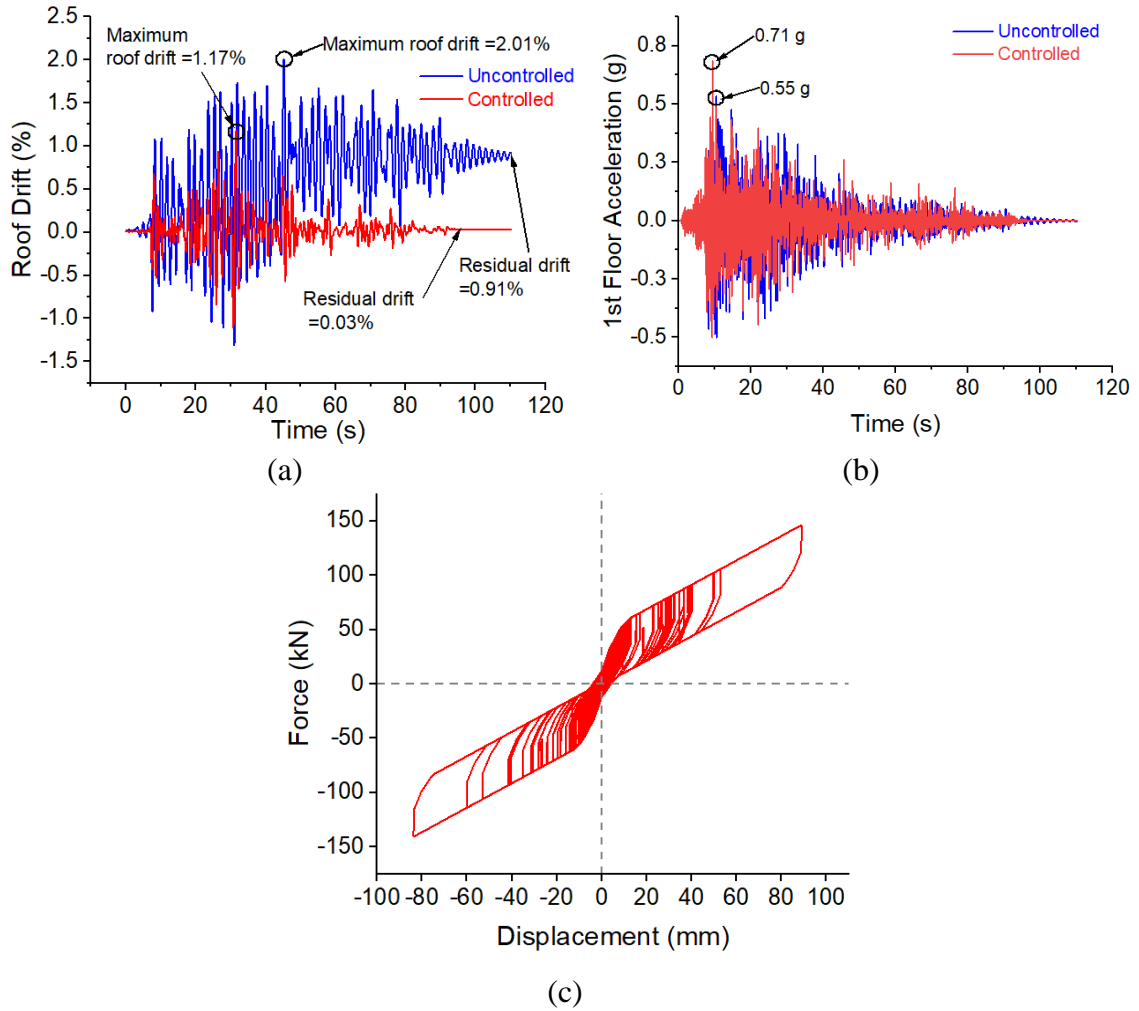 Maximum
roof drift =1.17%
Maximum roof drift =2.01%
Uncontrolled
Controlled
2.0
1.5
1.0
0.5
0.0
-0.5
-1.0
-1.5
Roof Drift (%)
Residual drift
=0.91%
Residual drift
=0.03%
0 20 40 60 80 100 120
Time (s)
(a)
0.71 g
0.55 g
Uncontrolled
Controlled
0.8
0.5
0.3
0.0
-0.3
-0.5
1st Floor Acceleration (g)
0 20 40 60 80 100 120
Time (s)
(b)
150
100
50
0
-50
-100
-150
Force (kN)
-100 -80 -60 -40 -20 0 20 40 60 80 100
Displacement (mm)
(c)